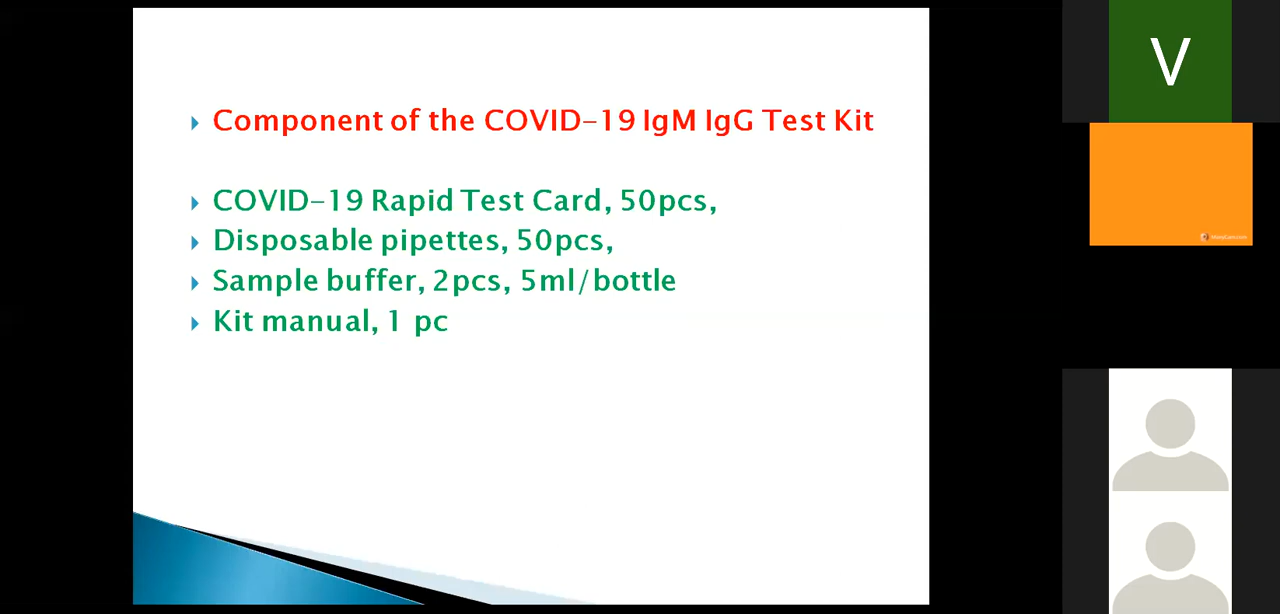 Component of the COVID-19 IgM IgG Test Kit
COVID-19 Rapid Test Card, 50pcs,
Disposable pipettes, 50pcs,
Sample buffer, 2pcs, 5ml/bottle
Kit manual, 1 pc
V